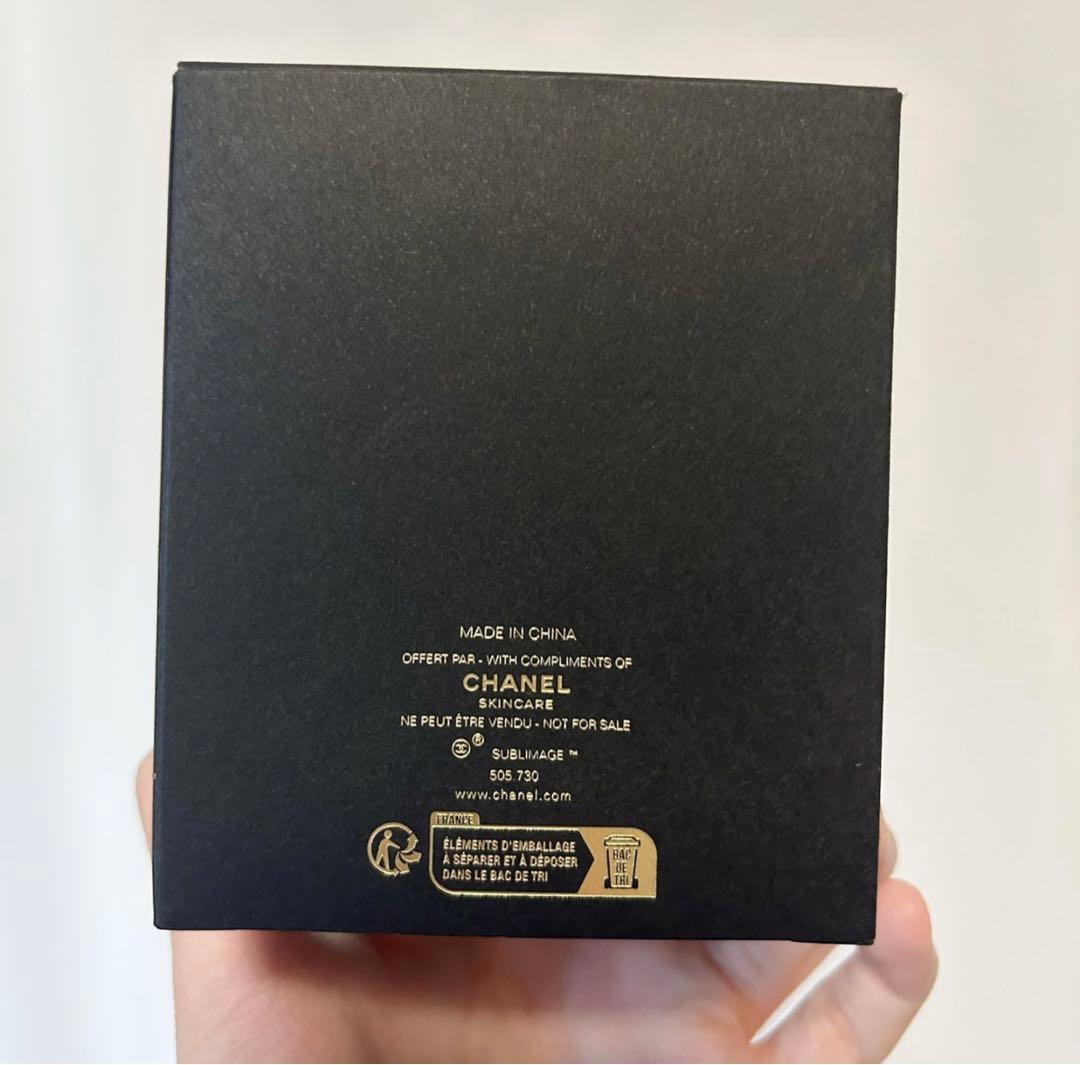 MADE IN CHINA
OFFERT PAR - WITH COMPLIMENTS OF
CHANEL
SKINCARE
NE PEUT ÊTRE VENDU - NOT FOR SALE
® SUBLIMAGE ™
505.730
www.chanel.com
FRANCE
ÉLÉMENTS D'EMBALLAGE
À SÉPARER ET À DÉPOSER
DANS LE BAC DE TRI
BAC
DE
TRI